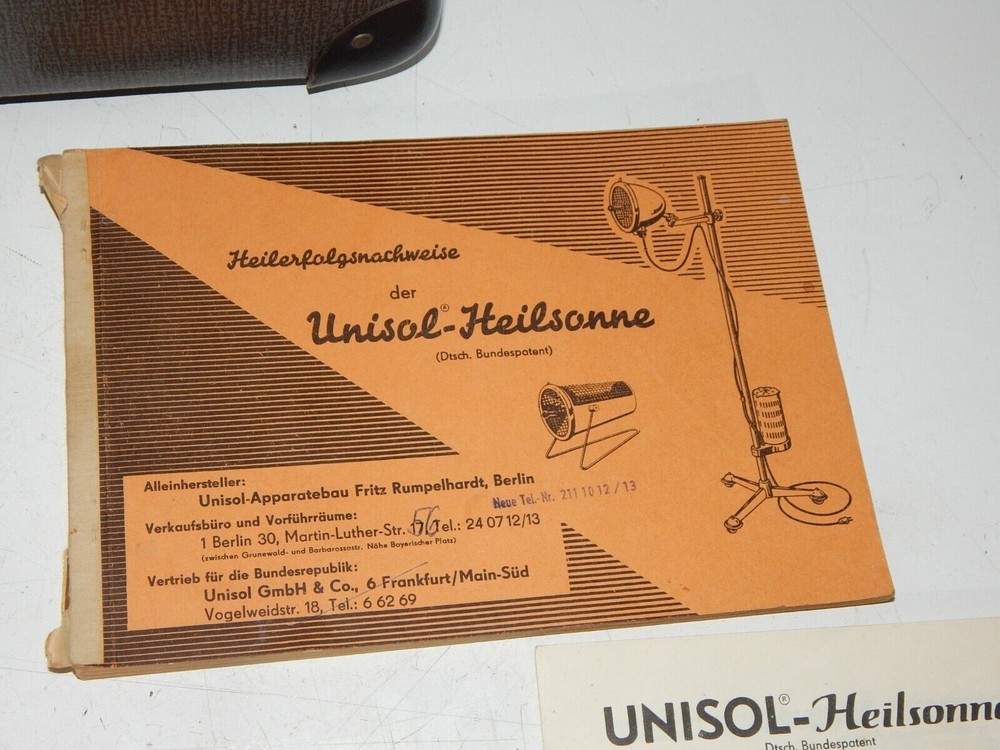 Heilerfolgsnachweise
der
Unisol®-Heilsonne
(Dtsch. Bundespatent)
Alleinhersteller:
Unisol-Apparatebau Fritz Rumpelhardt, Berlin
Neue Tel.-Nr. 211 10 12 / 13
Verkaufsbüro und Vorführräume:
1 Berlin 30, Martin-Luther-Str. 56 Tel.: 24 07 12/13
(zwischen Grunewald- und Barbarossastr. Nähe Bayerischer Platz)
Vertrieb für die Bundesrepublik:
Unisol GmbH & Co., 6 Frankfurt/Main-Süd
Vogelweidstr. 18, Tel.: 6 62 69
UNISOL®-Heilsonne
Dtsch. Bundespatent